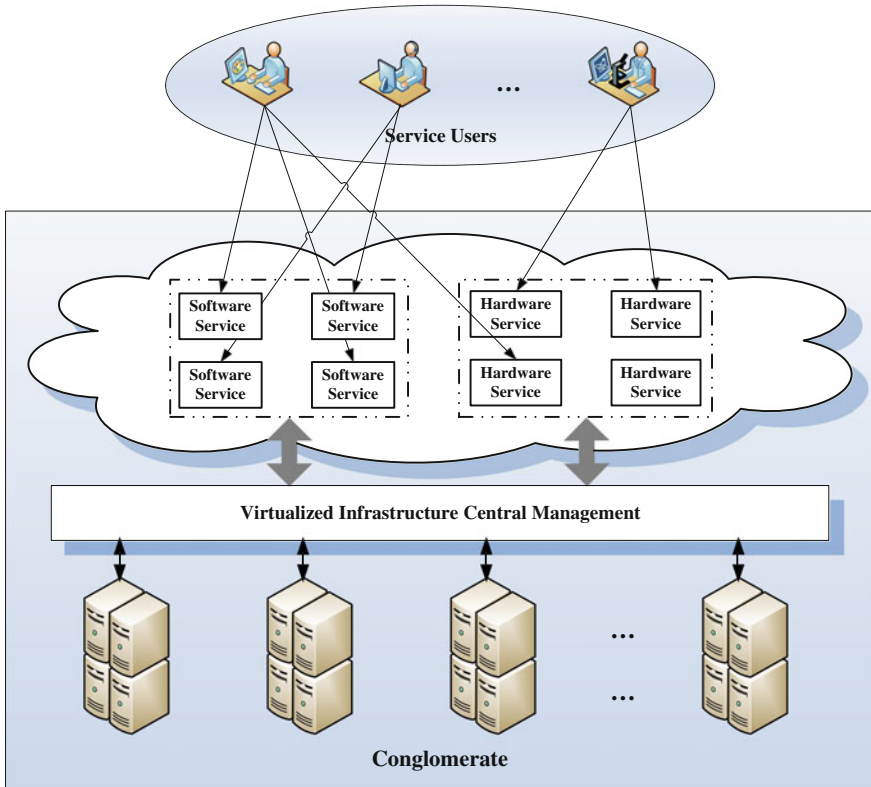 ...
Service Users
Software
Service
Software
Service
Hardware
Service
Hardware
Service
Software
Service
Software
Service
Hardware
Service
Hardware
Service
Virtualized Infrastructure Central Management
...
...
Conglomerate